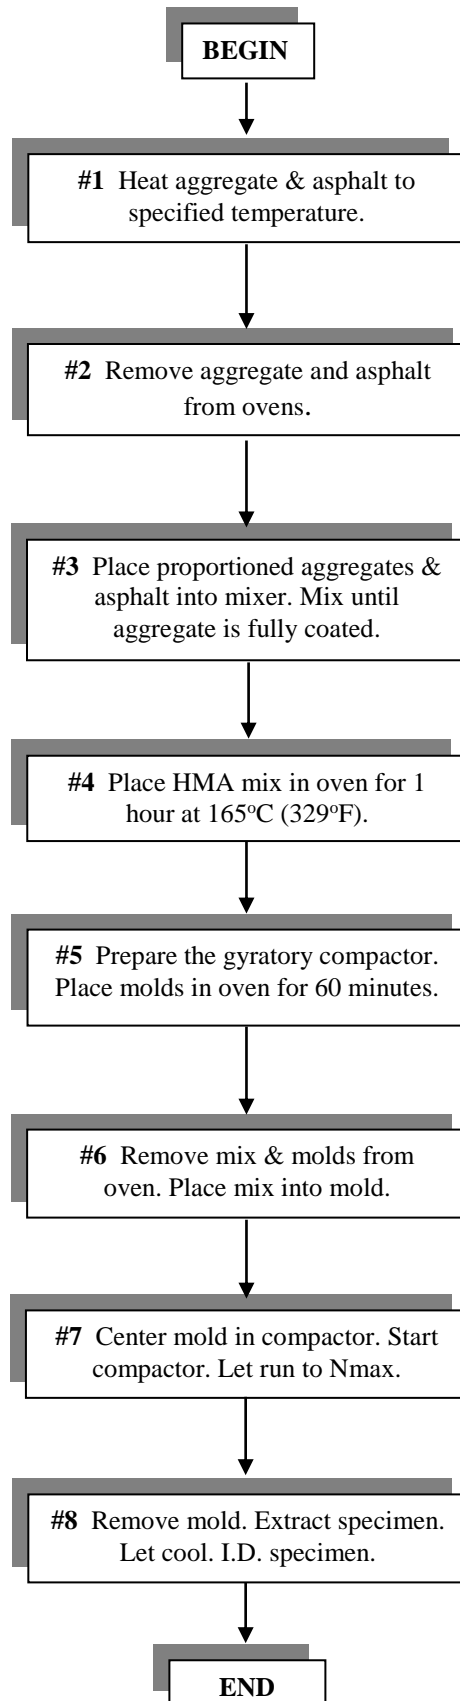 BEGIN
#1 Heat aggregate & asphalt to
specified temperature.
#2 Remove aggregate and asphalt
from ovens.
#3 Place proportioned aggregates &
asphalt into mixer. Mix until
aggregate is fully coated.
#4 Place HMA mix in oven for 1
hour at 165°C (329°F).
#5 Prepare the gyratory compactor.
Place molds in oven for 60 minutes.
#6 Remove mix & molds from
oven. Place mix into mold.
#7 Center mold in compactor. Start
compactor. Let run to Nmax.
#8 Remove mold. Extract specimen.
Let cool. I.D. specimen.
END